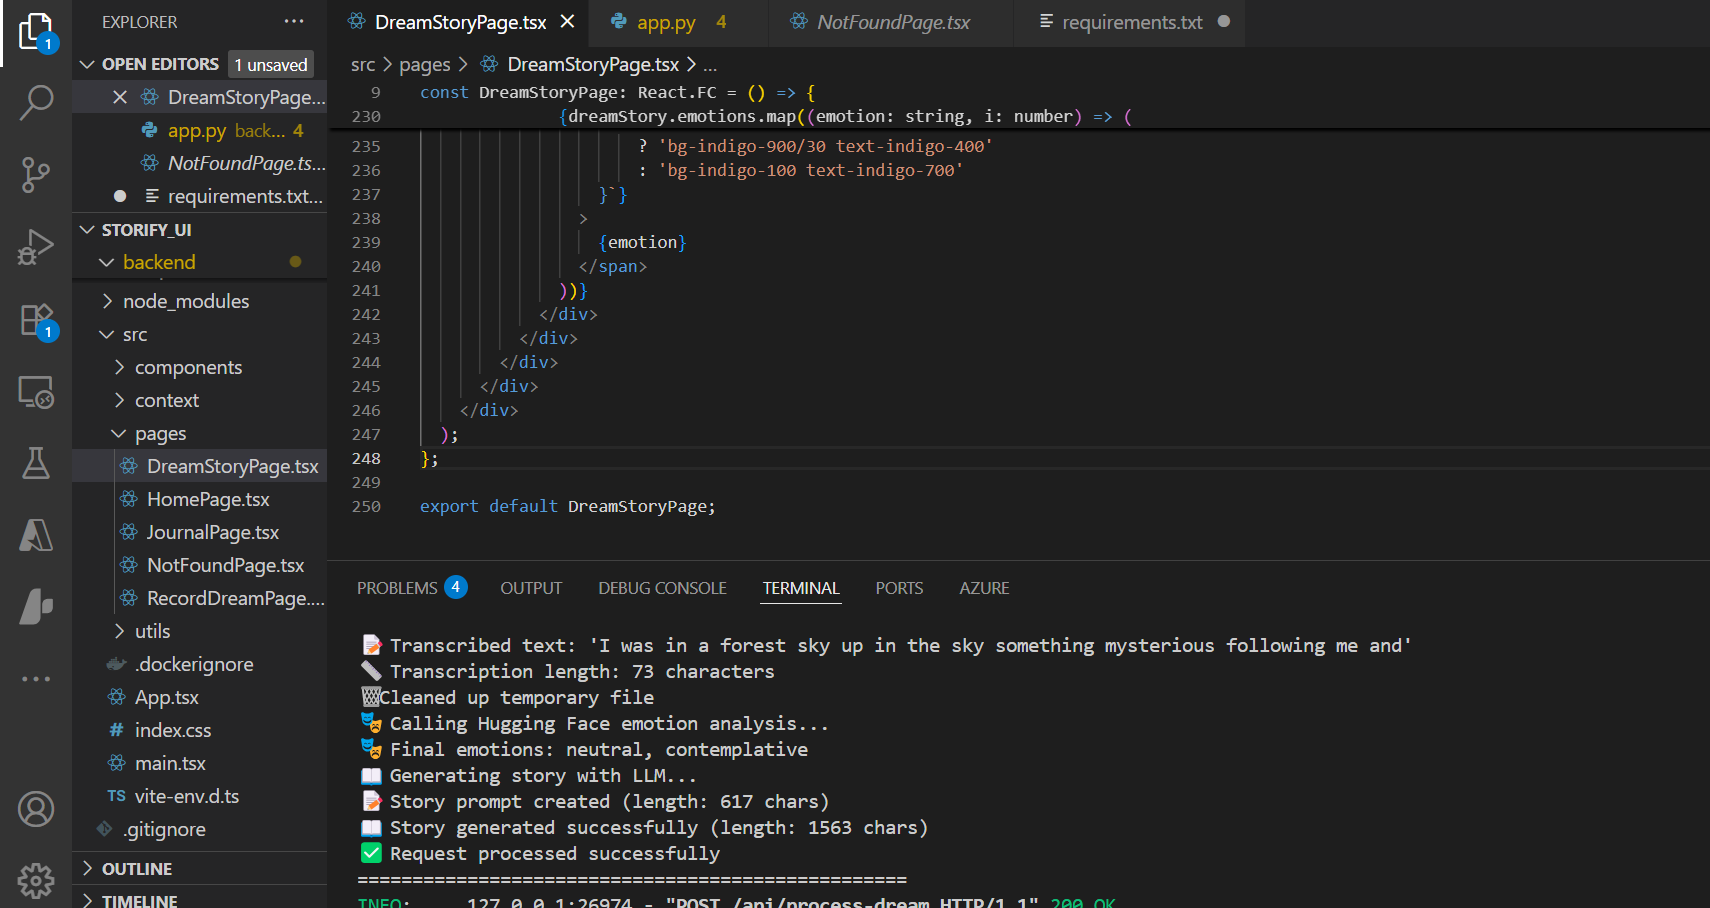 EXPLORER
OPEN EDITORS 1 unsaved
DreamStoryPage...
app.py back... 4
NotFoundPage.ts...
requirements.txt...
STORIFY_UI
backend
node_modules
src
components
context
pages
DreamStoryPage.tsx
HomePage.tsx
JournalPage.tsx
NotFoundPage.tsx
RecordDreamPage....
utils
.dockerignore
App.tsx
# index.css
main.tsx
TS vite-env.d.ts
.gitignore
OUTLINE
TIMELINE
1
1
DreamStoryPage.tsx app.py 4 NotFoundPage.tsx requirements.txt
src > pages > DreamStoryPage.tsx > ...
9 const DreamStoryPage: React.FC = () => {
230 {dreamStory.emotions.map((emotion: string, i: number) => (
235 ? 'bg-indigo-900/30 text-indigo-400'
236 : 'bg-indigo-100 text-indigo-700'
237 }`}
238 >
239 {emotion}
240 </span>
241 ))}
242 </div>
243 </div>
244 </div>
245 </div>
246 </div>
247 );
248 };
249
250 export default DreamStoryPage;
PROBLEMS 4 OUTPUT DEBUG CONSOLE TERMINAL PORTS AZURE
📝 Transcribed text: 'I was in a forest sky up in the sky something mysterious following me and'
📏 Transcription length: 73 characters
🗑️Cleaned up temporary file
🎭 Calling Hugging Face emotion analysis...
🎭 Final emotions: neutral, contemplative
📖 Generating story with LLM...
📝 Story prompt created (length: 617 chars)
📖 Story generated successfully (length: 1563 chars)
✅ Request processed successfully
==================================================
INFO: 127.0.0.1:26974 - "POST /api/process-dream HTTP/1.1" 200 OK